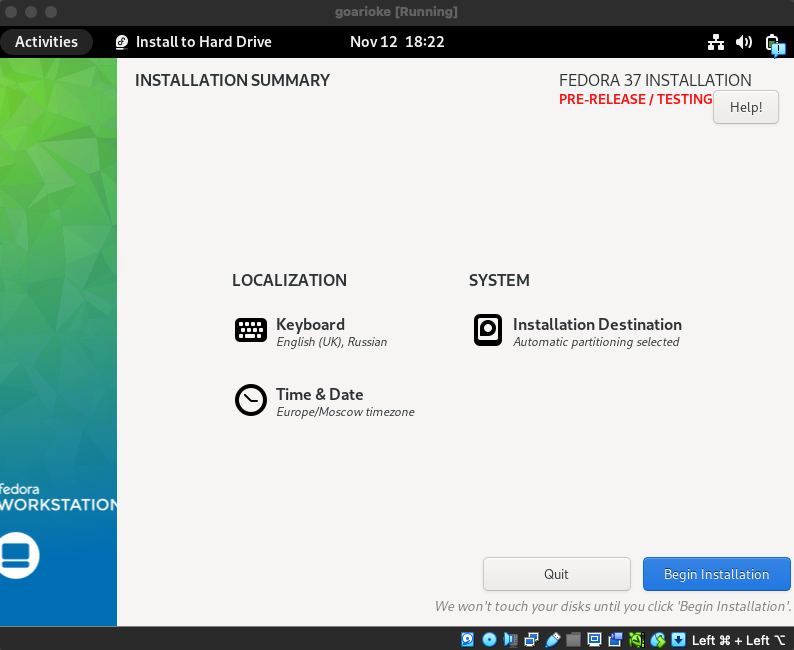 goarioke [Running]
Activities
Install to Hard Drive
Nov 12 18:22
INSTALLATION SUMMARY
FEDORA 37 INSTALLATION
PRE-RELEASE / TESTING
Help!
LOCALIZATION
SYSTEM
Keyboard
English (UK), Russian
Installation Destination
Automatic partitioning selected
Time & Date
Europe/Moscow timezone
fedora
WORKSTATION
Quit
Begin Installation
We won't touch your disks until you click 'Begin Installation'.
Left ⌘ + Left ⌥